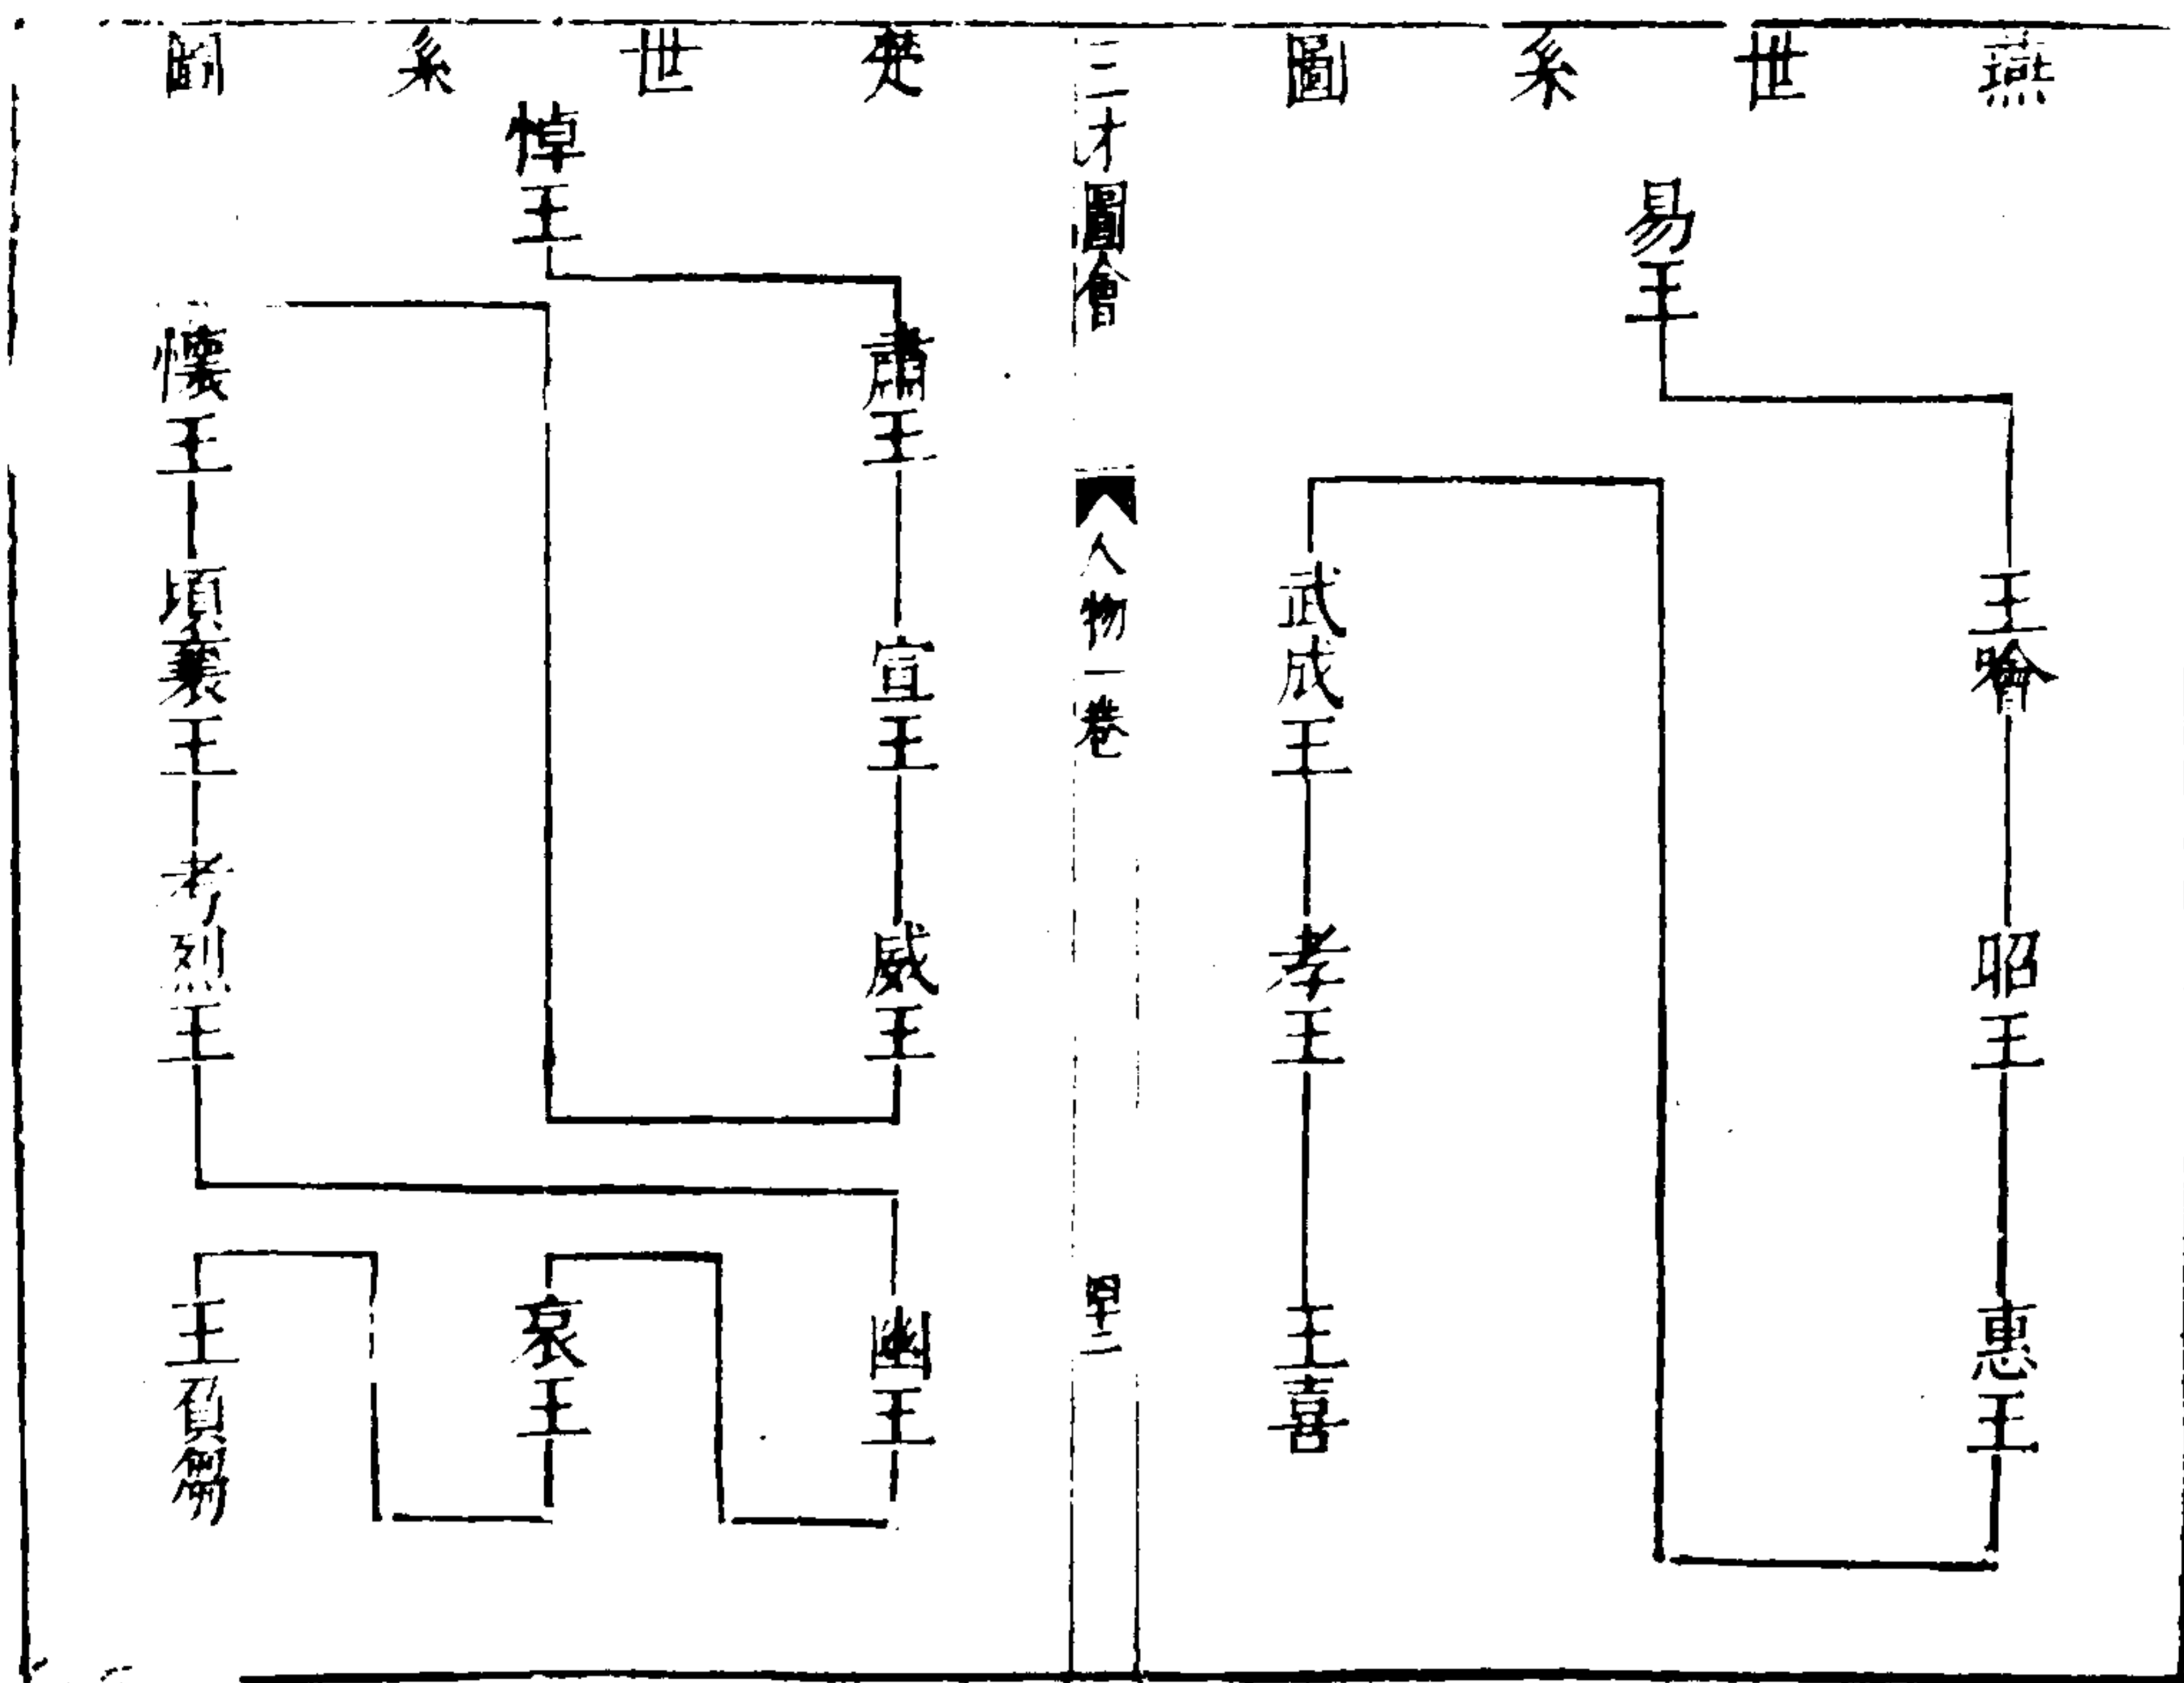 燕世系圖
易王
王噲
昭王
惠王
武成王
孝王
王喜
三才圖會
人物一卷
楚世系圖
悼王
肅王
宣王
威王
懷王
頃襄王
考烈王
幽王
哀王
王負芻